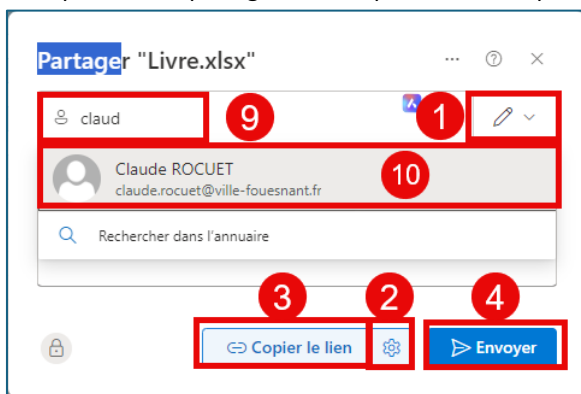 Partager "Livre.xlsx"
claud
9
1
Claude ROCUET
claude.rocuet@ville-fouesnant.fr
10
Rechercher dans l'annuaire
3
2
4
Copier le lien
Envoyer